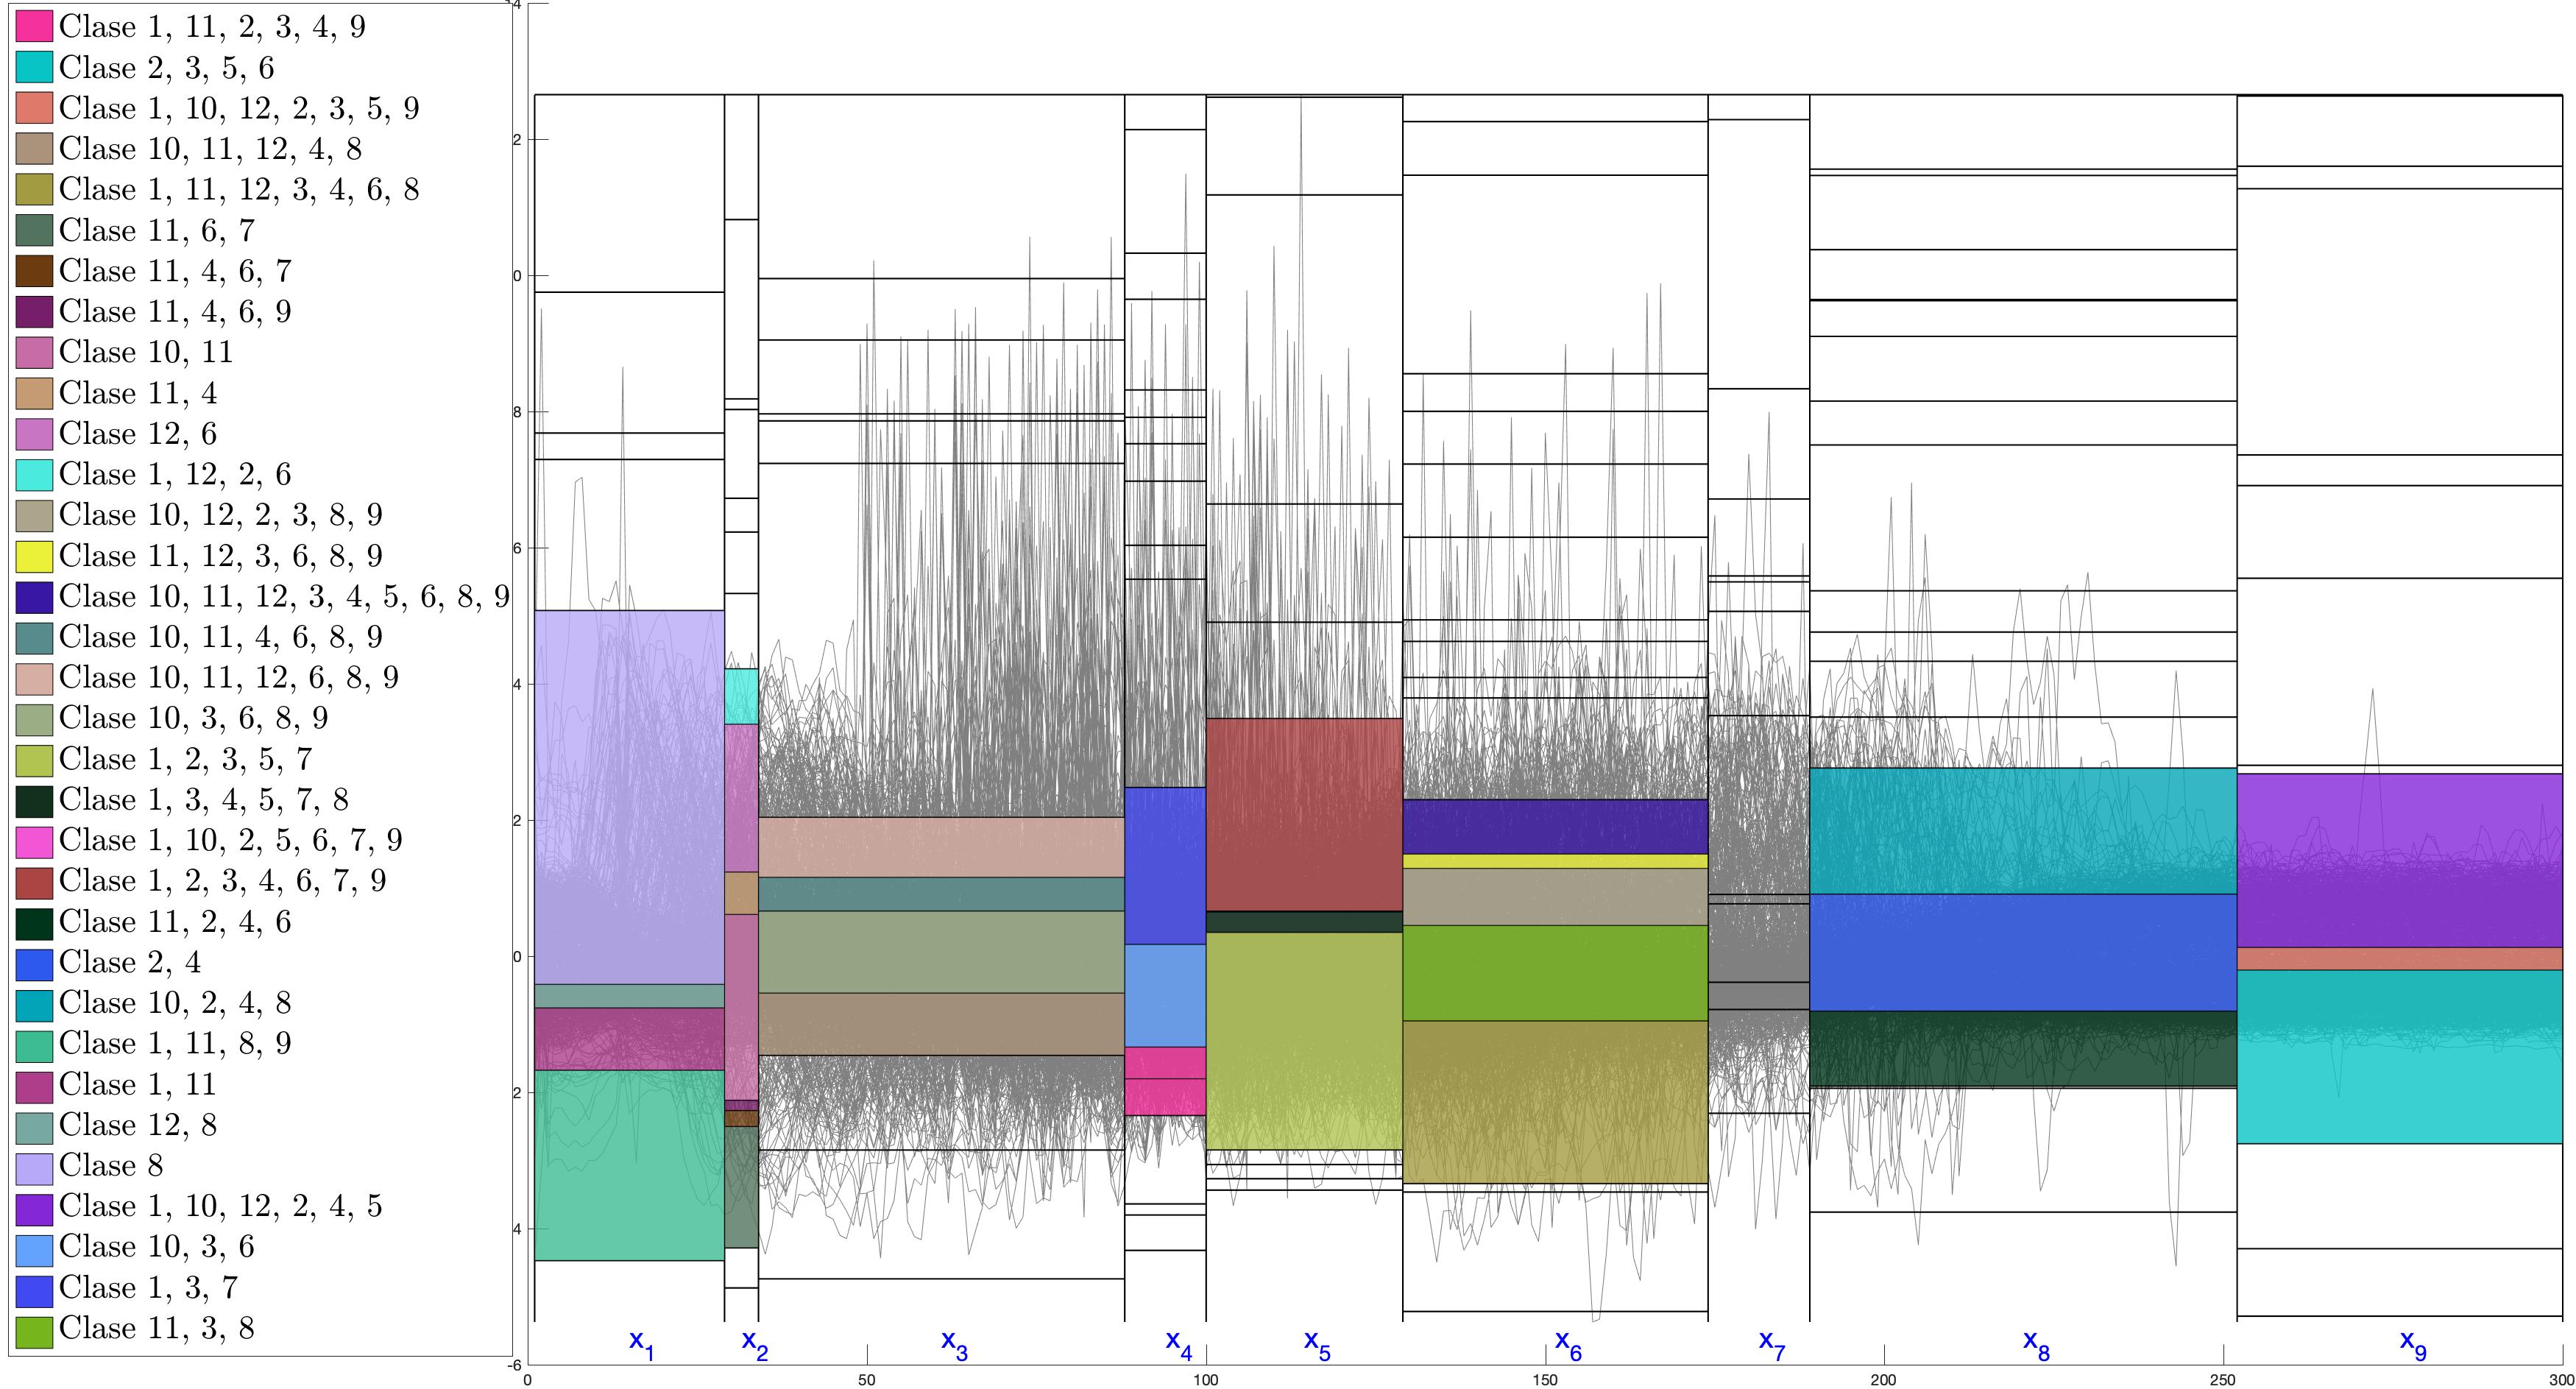 Clase 1, 11, 2, 3, 4, 9
Clase 2, 3, 5, 6
Clase 1, 10, 12, 2, 3, 5, 9
Clase 10, 11, 12, 4, 8
Clase 1, 11, 12, 3, 4, 6, 8
Clase 11, 6, 7
Clase 11, 4, 6, 7
Clase 11, 4, 6, 9
Clase 10, 11
Clase 11, 4
Clase 12, 6
Clase 1, 12, 2, 6
Clase 10, 12, 2, 3, 8, 9
Clase 11, 12, 3, 6, 8, 9
Clase 10, 11, 12, 3, 4, 5, 6, 8, 9
Clase 10, 11, 4, 6, 8, 9
Clase 10, 11, 12, 6, 8, 9
Clase 10, 3, 6, 8, 9
Clase 1, 2, 3, 5, 7
Clase 1, 3, 4, 5, 7, 8
Clase 1, 10, 2, 5, 6, 7, 9
Clase 1, 2, 3, 4, 6, 7, 9
Clase 11, 2, 4, 6
Clase 2, 4
Clase 10, 2, 4, 8
Clase 1, 11, 8, 9
Clase 1, 11
Clase 12, 8
Clase 8
Clase 1, 10, 12, 2, 4, 5
Clase 10, 3, 6
Clase 1, 3, 7
Clase 11, 3, 8
4
2
0
8
6
4
2
0
2
4
-6
x1 x2 x3 x4 x5 x6 x7 x8 x9
0 50 100 150 200 250 300